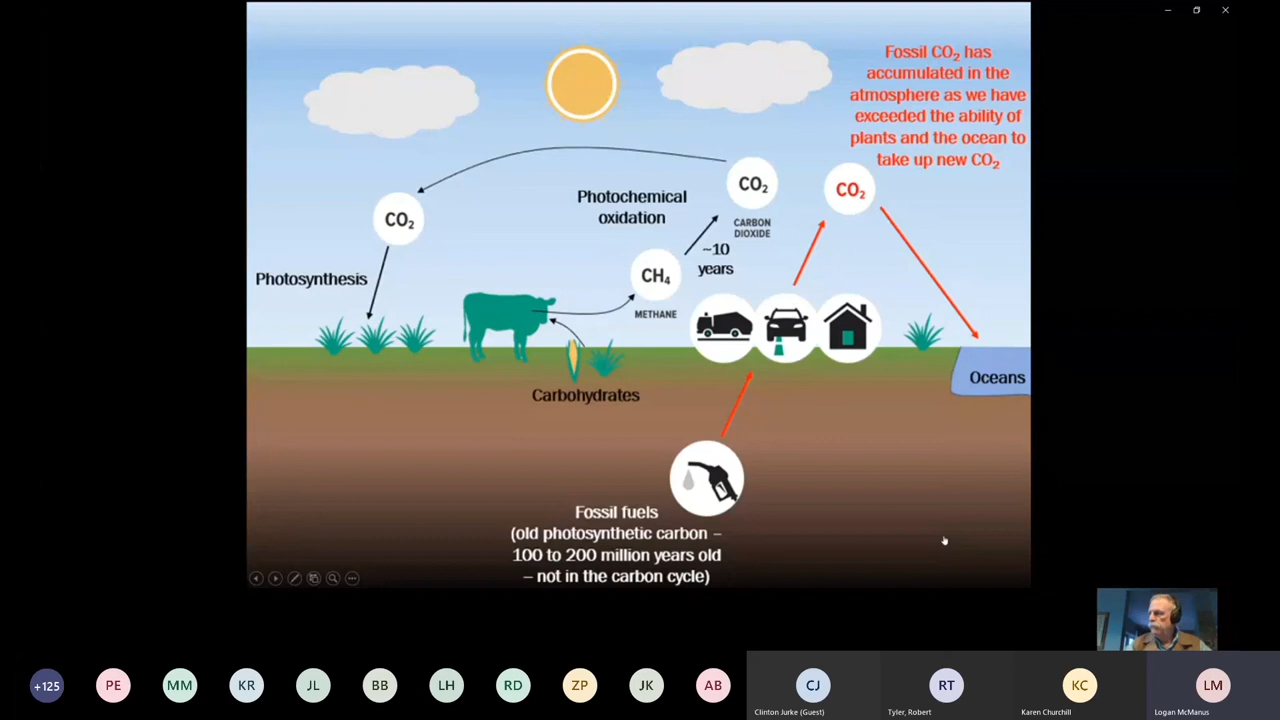 Fossil CO₂ has
accumulated in the
atmosphere as we have
exceeded the ability of
plants and the ocean to
take up new CO₂
CO₂
CO₂
Photochemical
oxidation
CARBON
DIOXIDE
CO₂
~10
years
Photosynthesis
CH₄
METHANE
Oceans
Carbohydrates
Fossil fuels
(old photosynthetic carbon –
100 to 200 million years old
– not in the carbon cycle)
+125
PE
MM
KR
JL
BB
LH
RD
ZP
JK
AB
CJ
RT
KC
LM
Clinton Jurke (Guest)
Tyler, Robert
Karen Churchill
Logan McManus